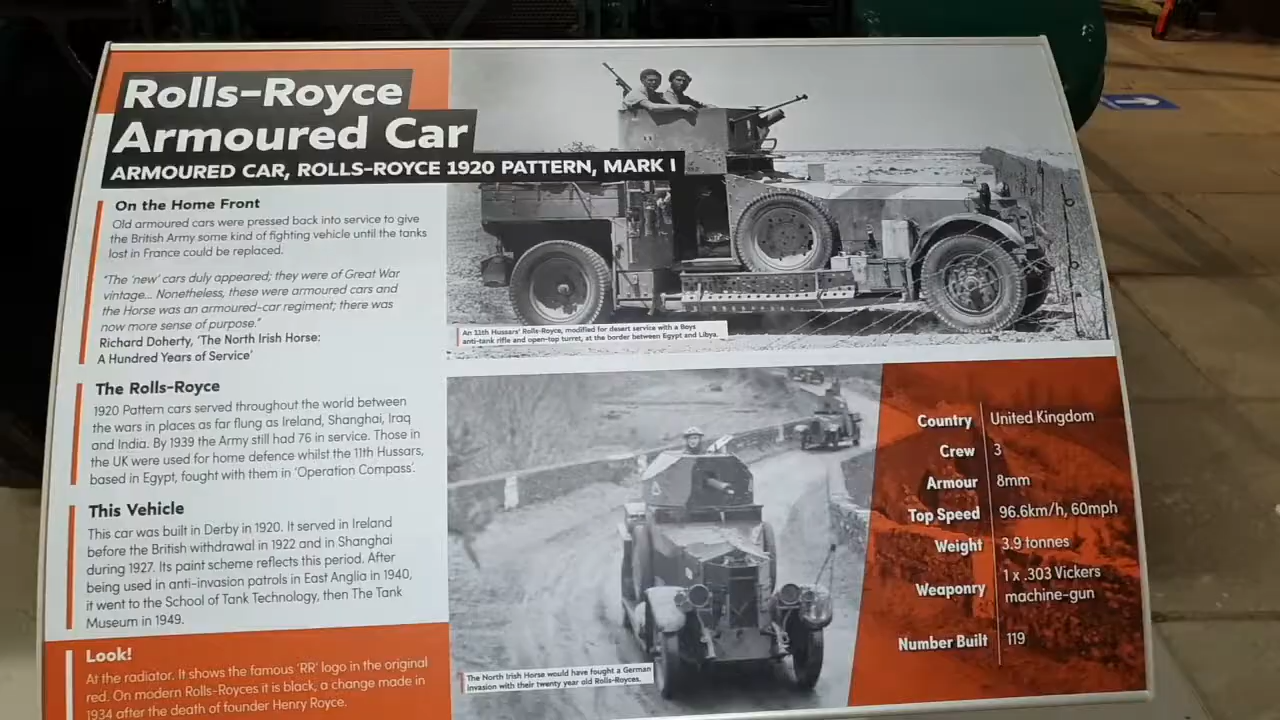 Rolls-Royce
Armoured Car
ARMOURED CAR, ROLLS-ROYCE 1920 PATTERN, MARK I
On the Home Front
Old armoured cars were pressed back into service to give
the British Army some kind of fighting vehicle until the tanks
lost in France could be replaced.
"The 'new' cars duly appeared; they were of Great War
vintage... Nonetheless, these were armoured cars and
the Horse was an armoured-car regiment; there was
now more sense of purpose."
Richard Doherty, 'The North Irish Horse:
A Hundred Years of Service'
The Rolls-Royce
1920 Pattern cars served throughout the world between
the wars in places as far flung as Ireland, Shanghai, Iraq
and India. By 1939 the Army still had 76 in service. Those in
the UK were used for home defence whilst the 11th Hussars,
based in Egypt, fought with them in 'Operation Compass'.
This Vehicle
This car was built in Derby in 1920. It served in Ireland
before the British withdrawal in 1922 and in Shanghai
during 1927. Its paint scheme reflects this period. After
being used in anti-invasion patrols in East Anglia in 1940,
it went to the School of Tank Technology, then The Tank
Museum in 1949.
Look!
At the radiator. It shows the famous 'RR' logo in the original
red. On modern Rolls-Royces it is black, a change made in
1934 after the death of founder Henry Royce.
An 11th Hussars' Rolls-Royce, modified for desert service with a Boys
anti-tank rifle and open-top turret, at the border between Egypt and Libya.
The North Irish Horse would have fought a German
invasion with their twenty year old Rolls-Royces.
Country United Kingdom
Crew 3
Armour 8mm
Top Speed 96.6km/h, 60mph
Weight 3.9 tonnes
Weaponry 1 x .303 Vickers
machine-gun
Number Built 119